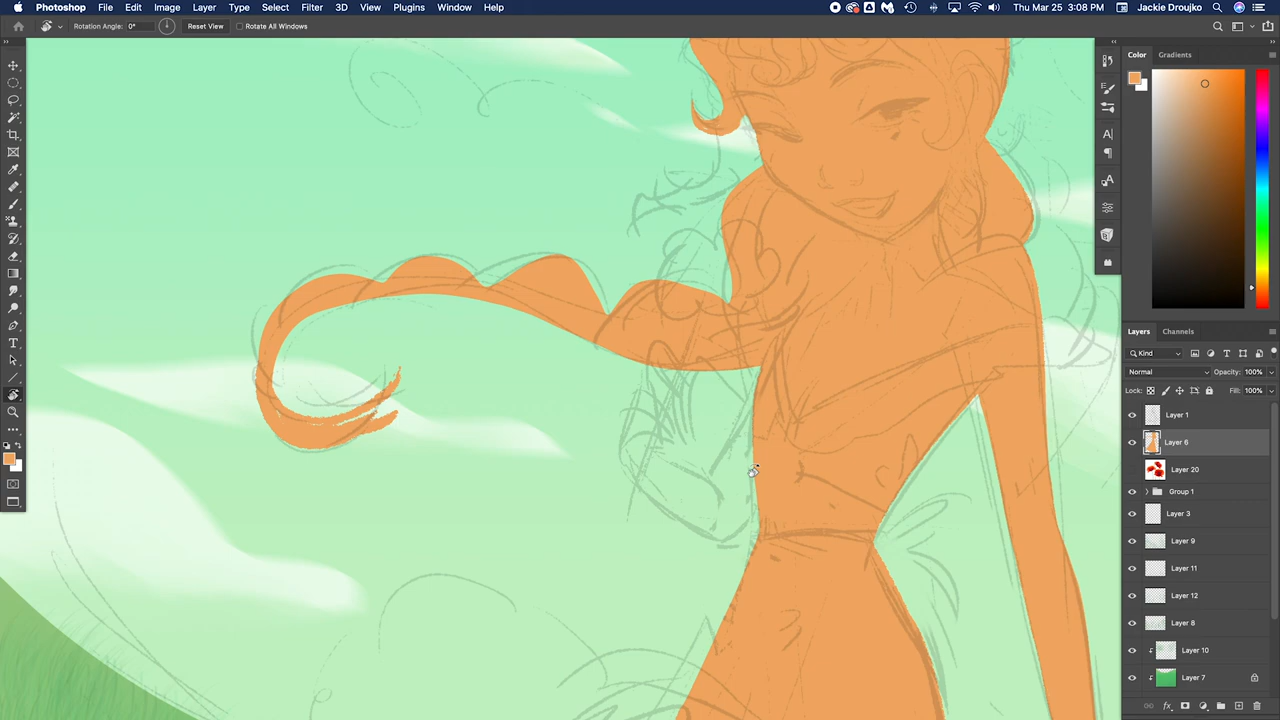 Photoshop File Edit Image Layer Type Select Filter 3D View Plugins Window Help Thu Mar 25 3:08 PM Jackie Droujko
Rotation Angle: 0° Reset View Rotate All Windows
Color Gradients
Layers Channels
Kind
Normal Opacity: 100%
Lock: Fill: 100%
Layer 1
Layer 6
Layer 20
Group 1
Layer 3
Layer 9
Layer 11
Layer 12
Layer 8
Layer 10
Layer 7
fx